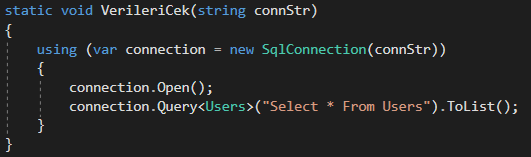 static void VerileriCek(string connStr)
{
    using (var connection = new SqlConnection(connStr))
    {
        connection.Open();
        connection.Query<Users>("Select * From Users").ToList();
    }
}